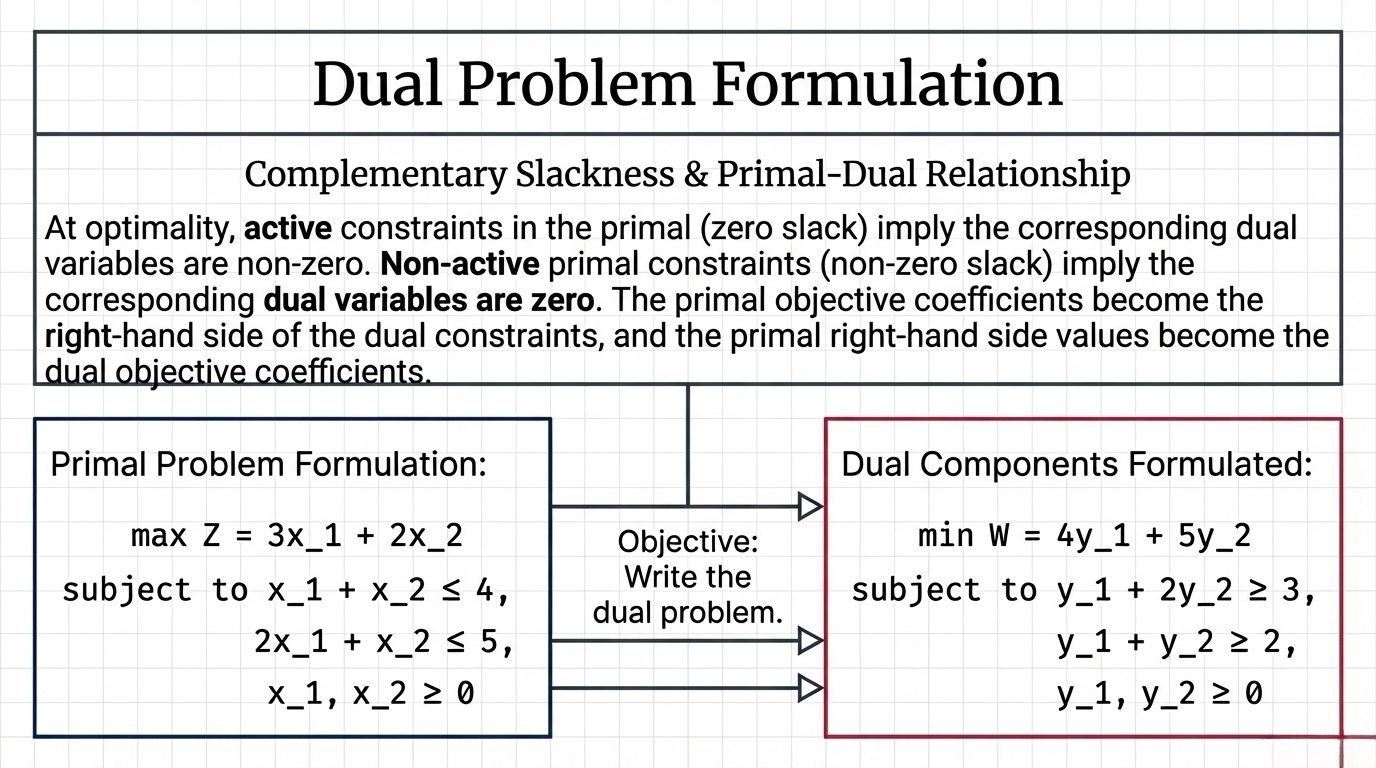 Dual Problem Formulation
Complementary Slackness & Primal-Dual Relationship
At optimality, active constraints in the primal (zero slack) imply the corresponding dual
variables are non-zero. Non-active primal constraints (non-zero slack) imply the
corresponding dual variables are zero. The primal objective coefficients become the
right-hand side of the dual constraints, and the primal right-hand side values become the
dual objective coefficients.
Primal Problem Formulation:
max Z = 3x_1 + 2x_2
subject to x_1 + x_2 ≤ 4,
2x_1 + x_2 ≤ 5,
x_1, x_2 ≥ 0
Objective:
Write the
dual problem.
Dual Components Formulated:
min W = 4y_1 + 5y_2
subject to y_1 + 2y_2 ≥ 3,
y_1 + y_2 ≥ 2,
y_1, y_2 ≥ 0